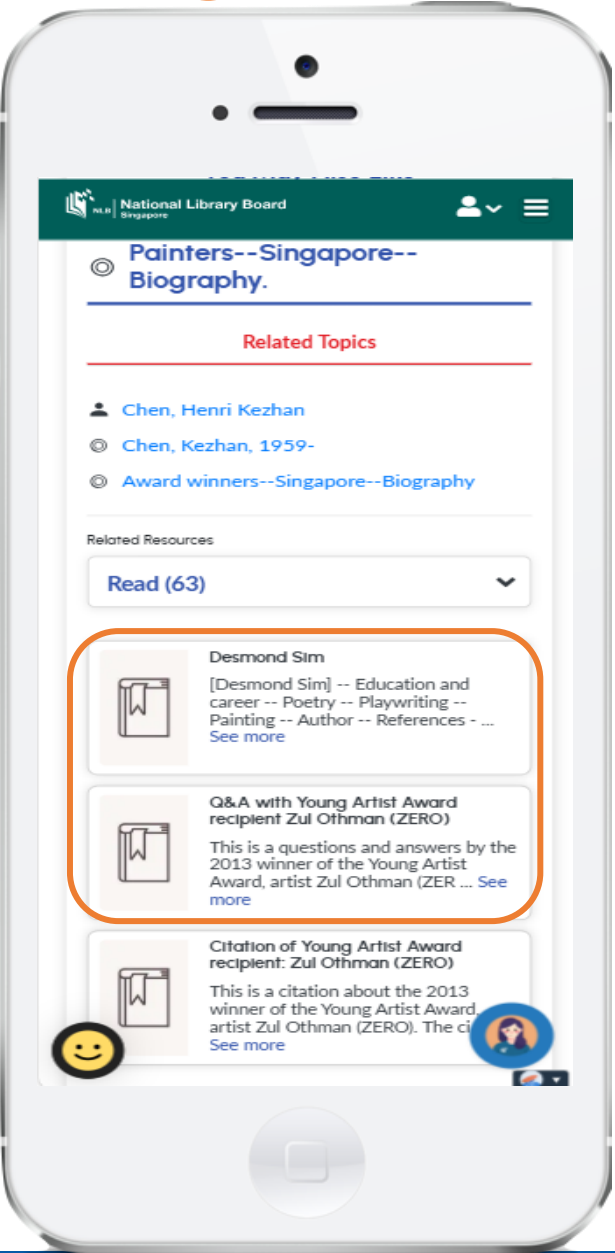 NLB National Library Board
Singapore
Painters--Singapore--
Biography.
Related Topics
Chen, Henri Kezhan
Chen, Kezhan, 1959-
Award winners--Singapore--Biography
Related Resources
Read (63)
Desmond Sim
[Desmond Sim] -- Education and
career -- Poetry -- Playwriting --
Painting -- Author -- References - ...
See more
Q&A with Young Artist Award
recipient Zul Othman (ZERO)
This is a questions and answers by the
2013 winner of the Young Artist
Award, artist Zul Othman (ZER ... See
more
Citation of Young Artist Award
recipient: Zul Othman (ZERO)
This is a citation about the 2013
winner of the Young Artist Award,
artist Zul Othman (ZERO). The ci
See more